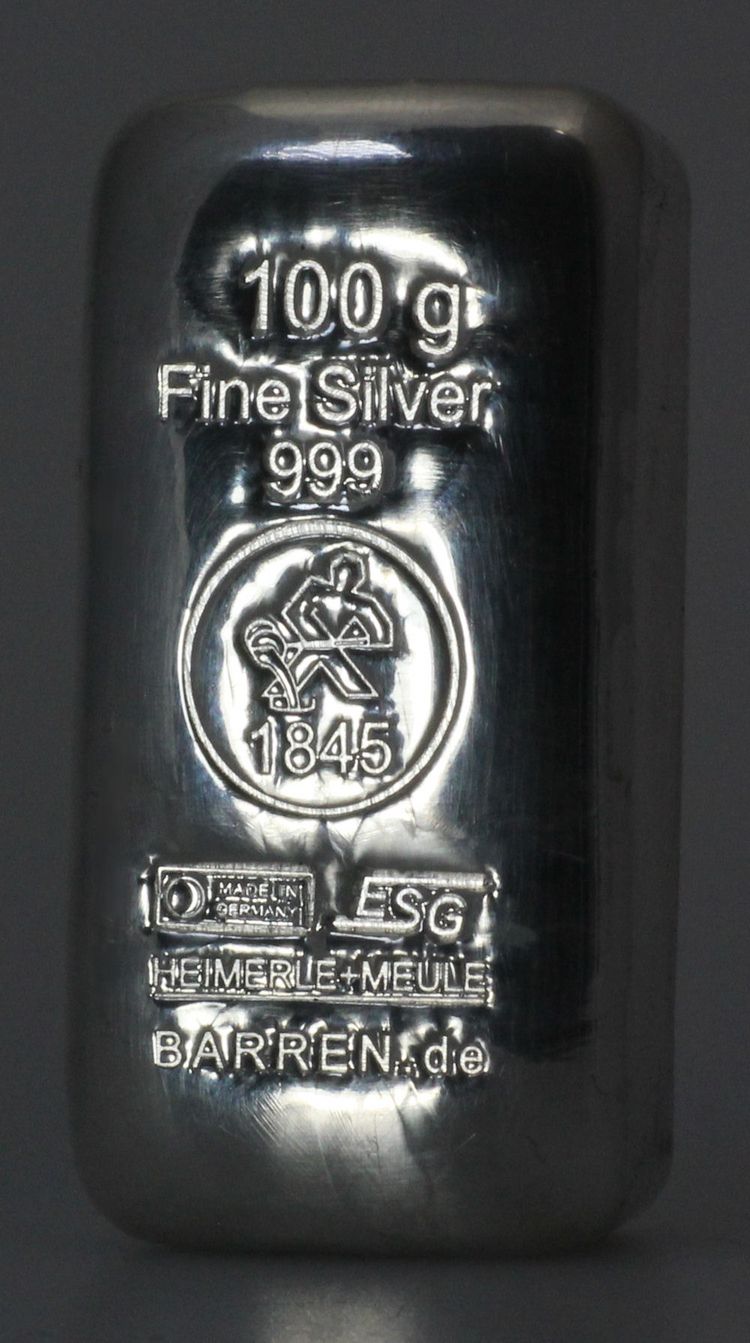 100 g
Fine Silver
999
1845
MADE IN
GERMANY
ESG
HEIMERLE+MEULE
BARREN.de